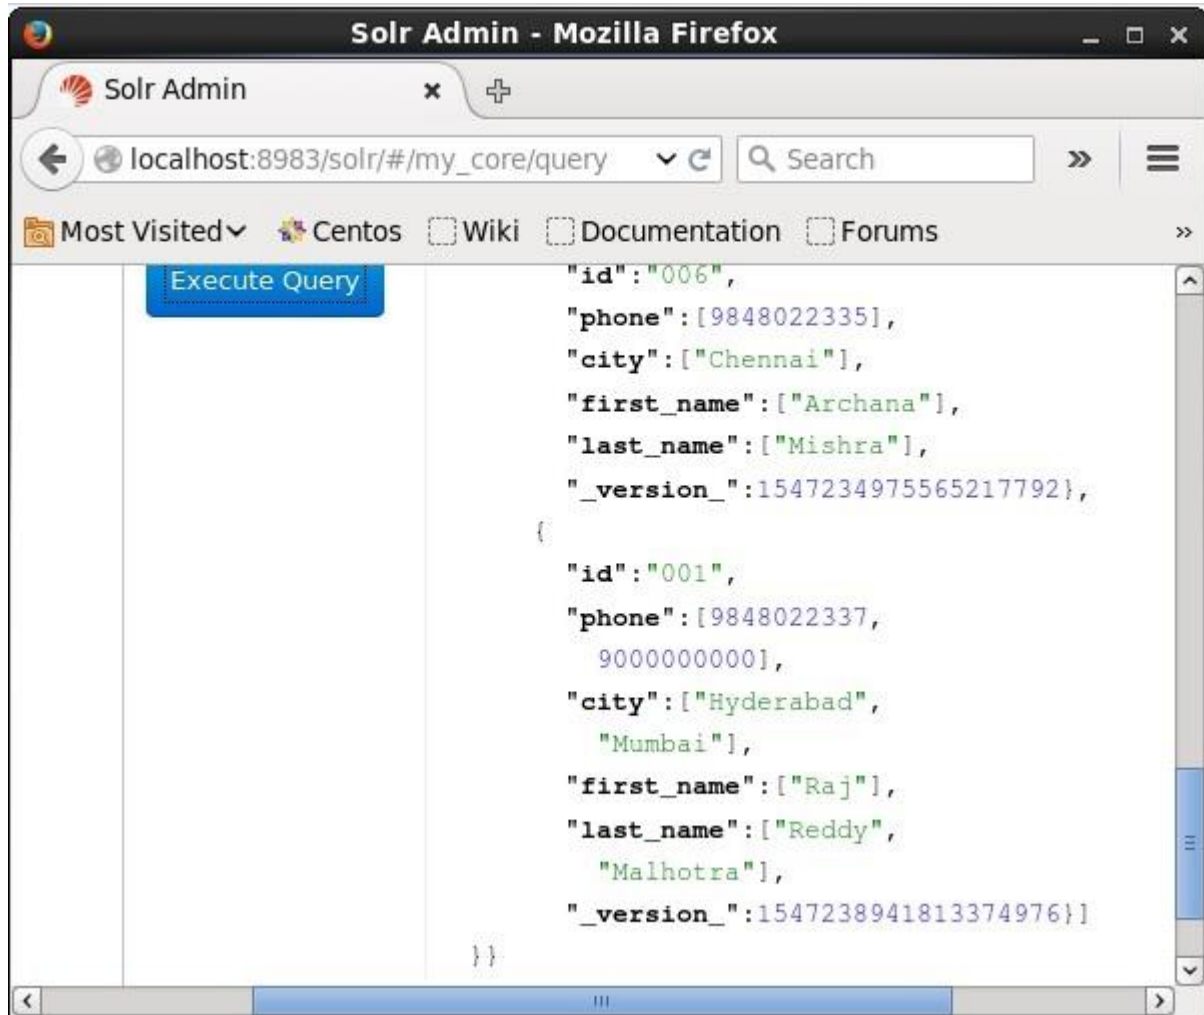 Solr Admin - Mozilla Firefox
Solr Admin
localhost:8983/solr/#/my_core/query
Search
Most Visited
Centos
Wiki
Documentation
Forums
Execute Query
"id":"006",
"phone":[9848022335],
"city":["Chennai"],
"first_name":["Archana"],
"last_name":["Mishra"],
"_version_":1547234975565217792},
{
"id":"001",
"phone":[9848022337,
9000000000],
"city":["Hyderabad",
"Mumbai"],
"first_name":["Raj"],
"last_name":["Reddy",
"Malhotra"],
"_version_":1547238941813374976}]
}}